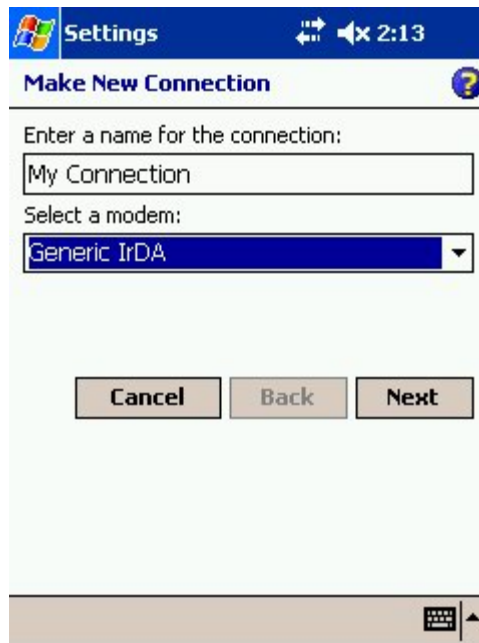 Settings 2:13
Make New Connection ?
Enter a name for the connection:
My Connection
Select a modem:
Generic IrDA
Cancel Back Next